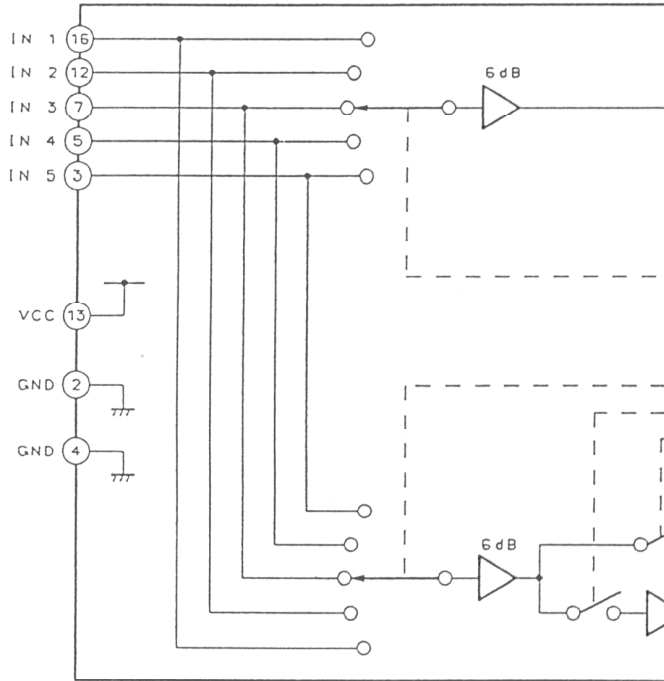 IN 1 16
IN 2 12
6dB
IN 3 7
IN 4 5
IN 5 3
VCC 13
GND 2
GND 4
6dB